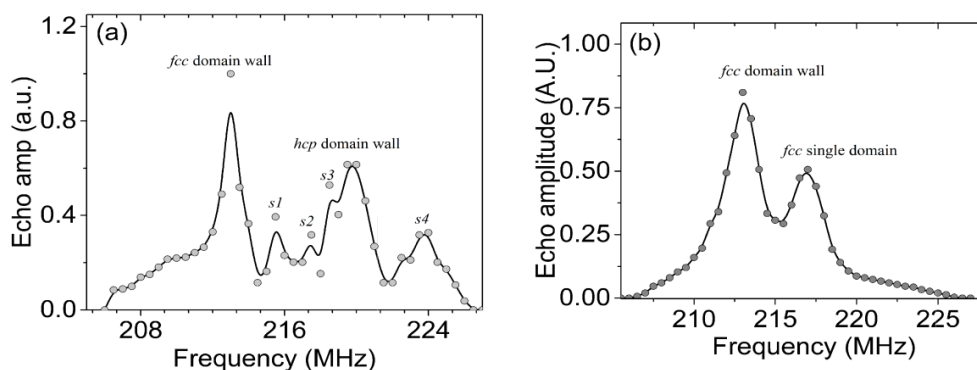 (a)
fcc domain wall
hcp domain wall
s1
s2
s3
s4
1.2
0.8
0.4
0.0
Echo amp (a.u.)
208
216
224
Frequency (MHz)
(b)
fcc domain wall
fcc single domain
1.00
0.75
0.50
0.25
0.00
Echo amplitude (A.U.)
210
215
220
225
Frequency (MHz)